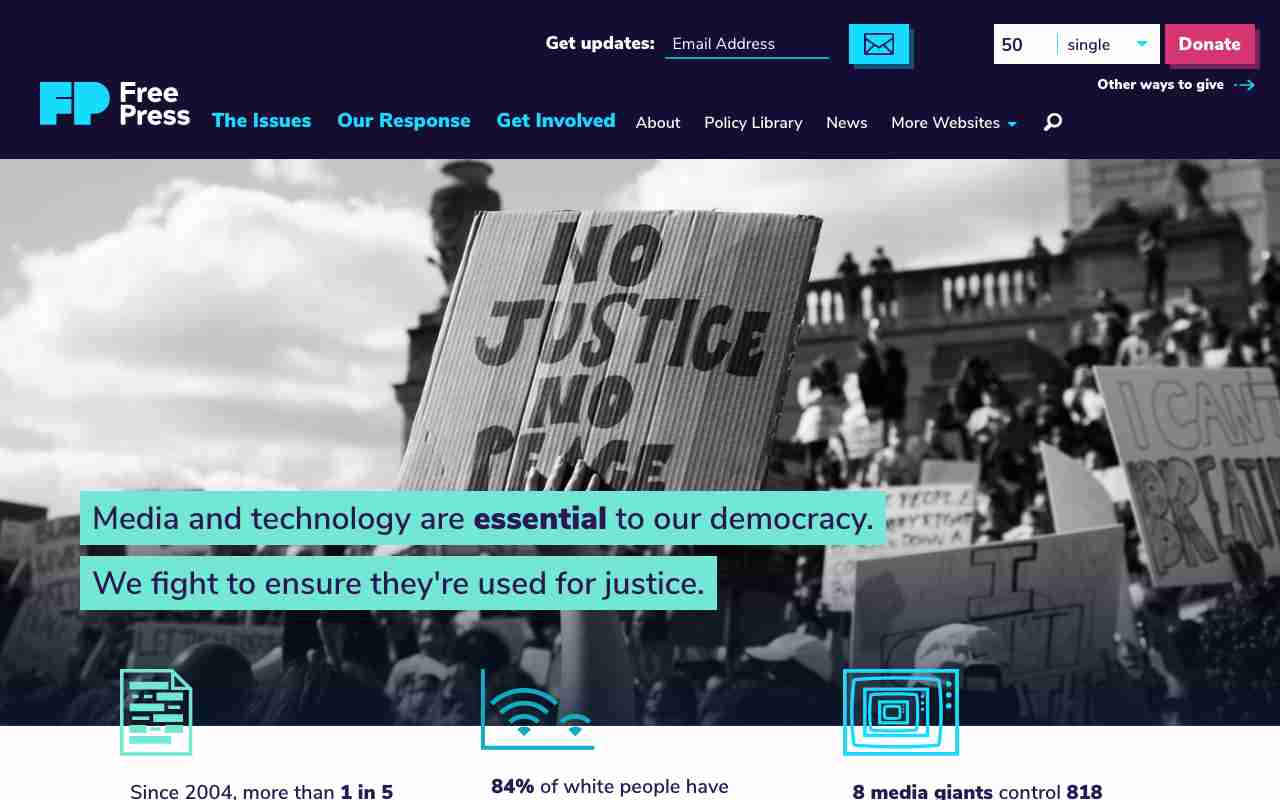 Get updates: Email Address
50 single Donate
Other ways to give
FP Free Press
The Issues Our Response Get Involved About Policy Library News More Websites
NO
JUSTICE
NO
PEACE
I CAN'T
BREATHE
PEOPLE
Media and technology are essential to our democracy.
We fight to ensure they're used for justice.
I
Since 2004, more than 1 in 5
84% of white people have
8 media giants control 818